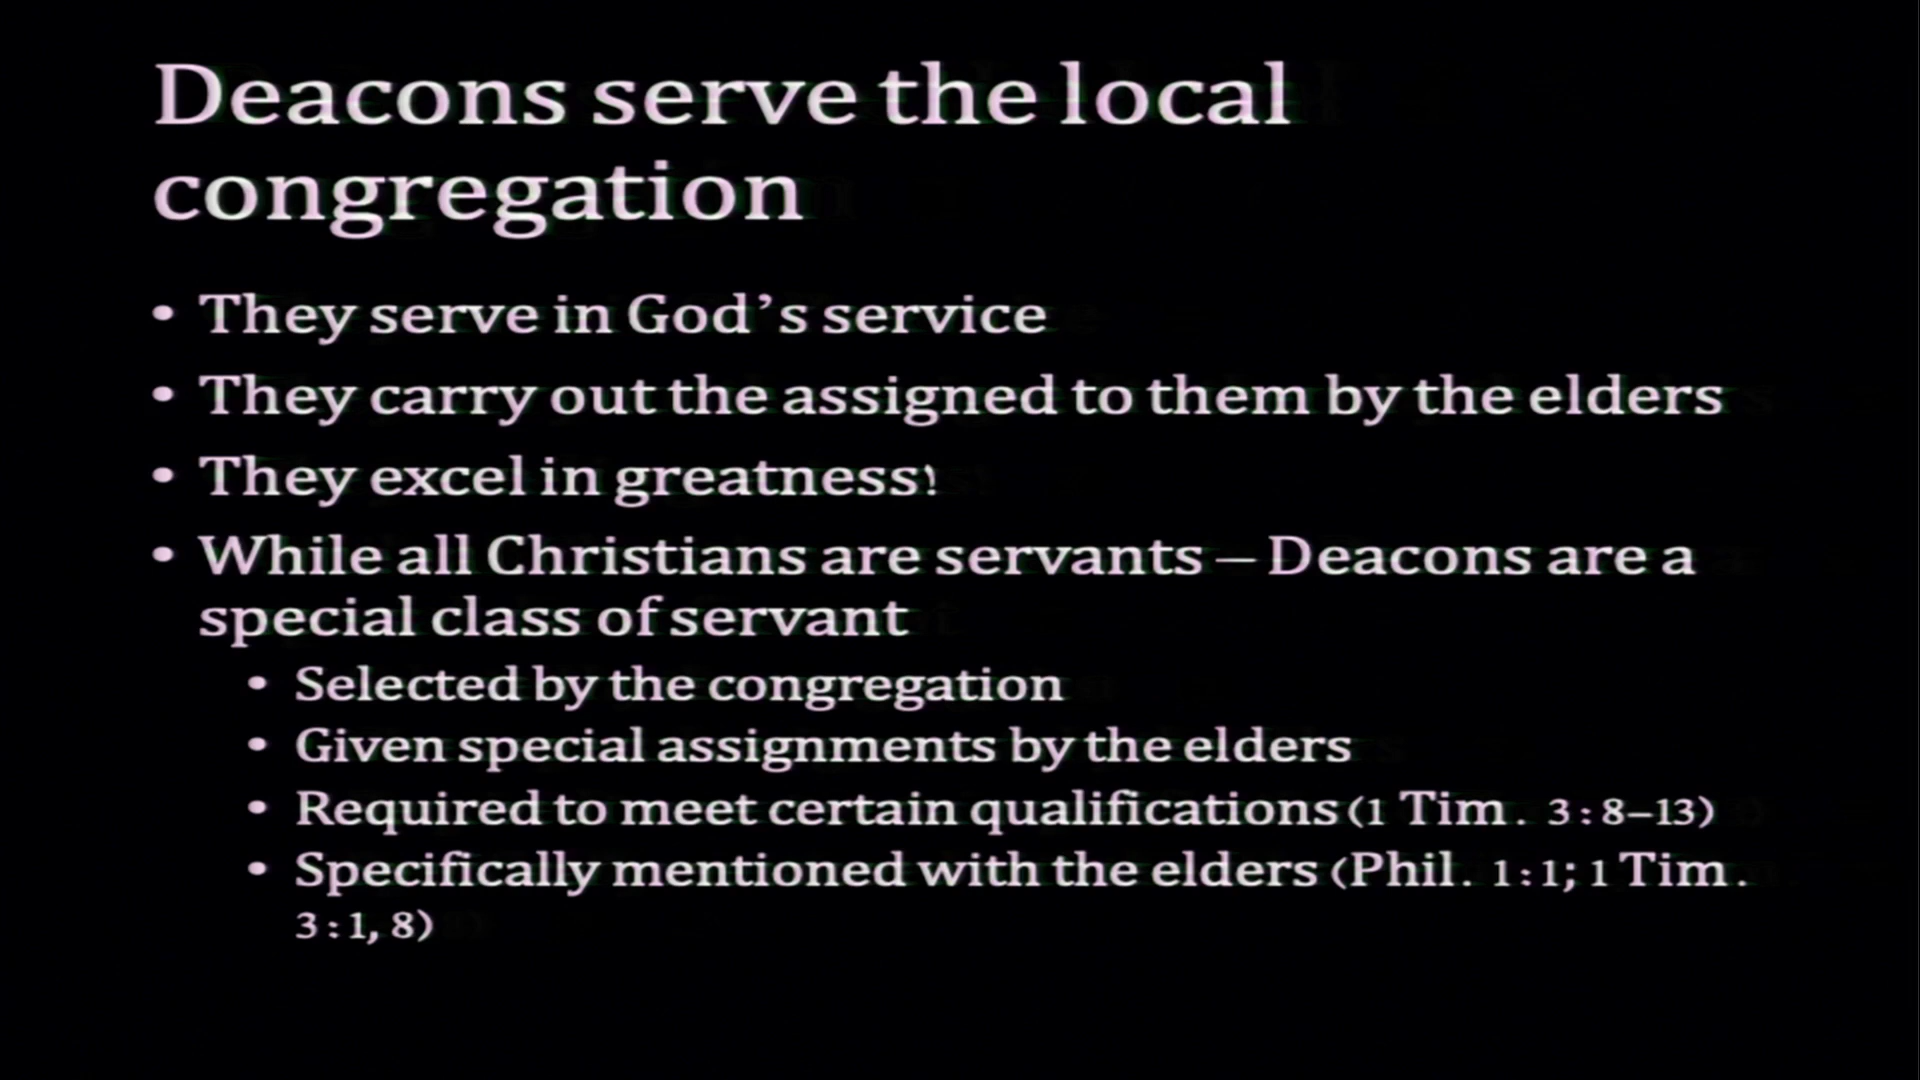 Deacons serve the local
congregation
• They serve in God's service
• They carry out the assigned to them by the elders
• They excel in greatness!
• While all Christians are servants – Deacons are a
special class of servant
• Selected by the congregation
• Given special assignments by the elders
• Required to meet certain qualifications (1 Tim. 3:8–13)
• Specifically mentioned with the elders (Phil. 1:1; 1 Tim.
3:1, 8)